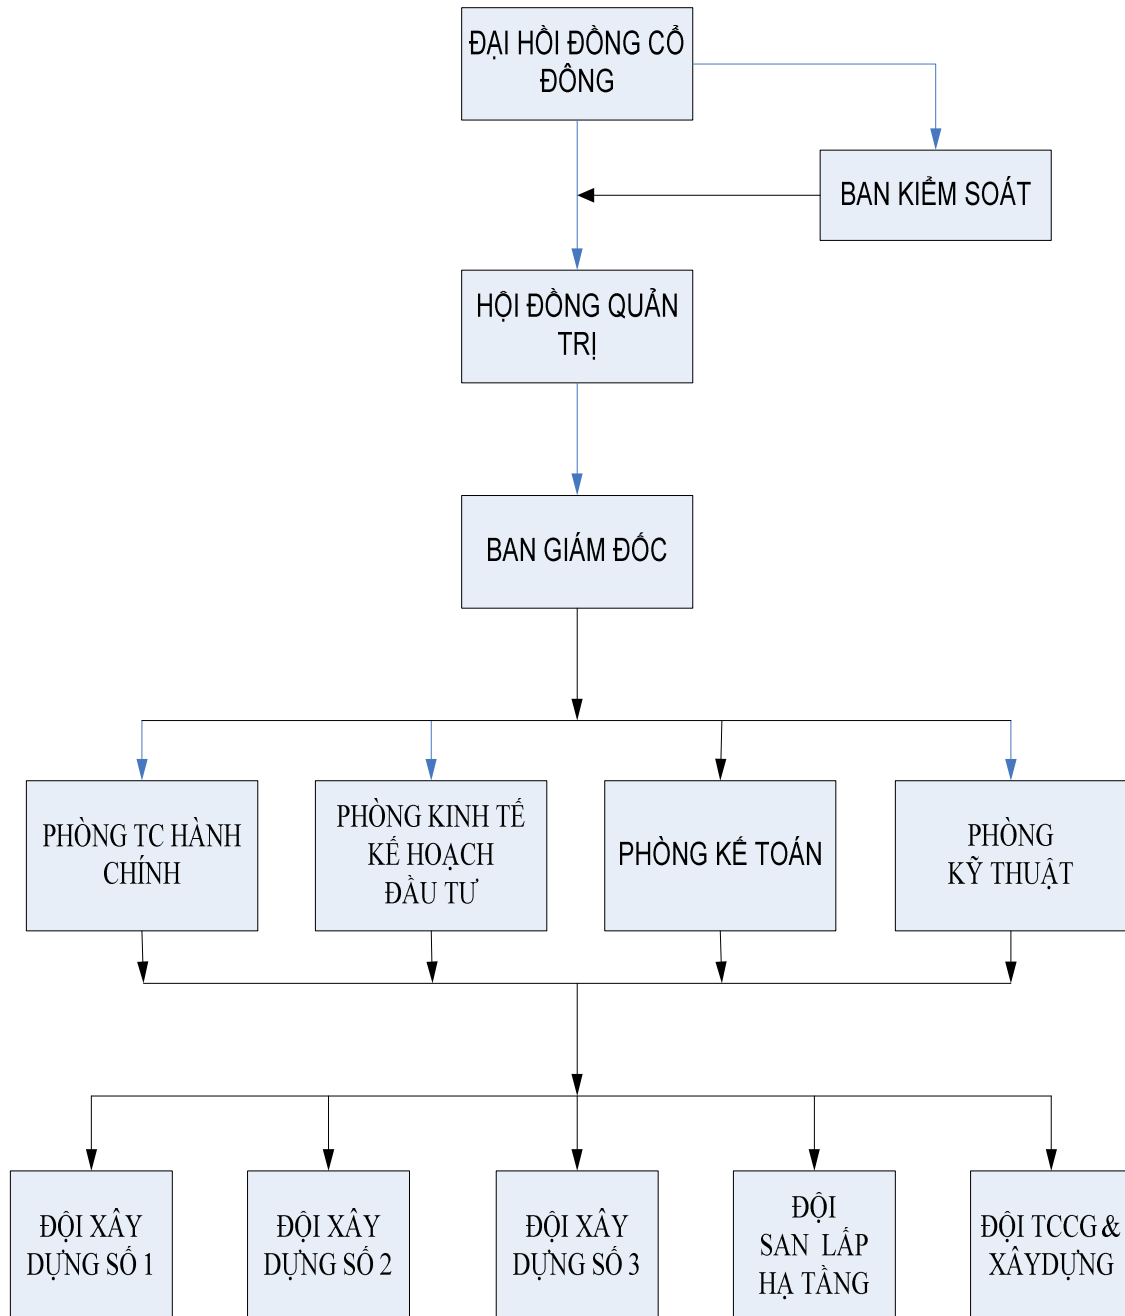 ĐẠI HỒI ĐỒNG CỔ
ĐÔNG
BAN KIỂM SOÁT
HỘI ĐỒNG QUẢN
TRỊ
BAN GIÁM ĐỐC
PHÒNG TC HÀNH
CHÍNH
PHÒNG KINH TẾ
KẾ HOẠCH
ĐẦU TƯ
PHÒNG KẾ TOÁN
PHÒNG
KỸ THUẬT
ĐỘI XÂY
DỰNG SỐ 1
ĐỘI XÂY
DỰNG SỐ 2
ĐỘI XÂY
DỰNG SỐ 3
ĐỘI
SAN LẤP
HẠ TẦNG
ĐỘI TCCG &
XÂYDỰNG